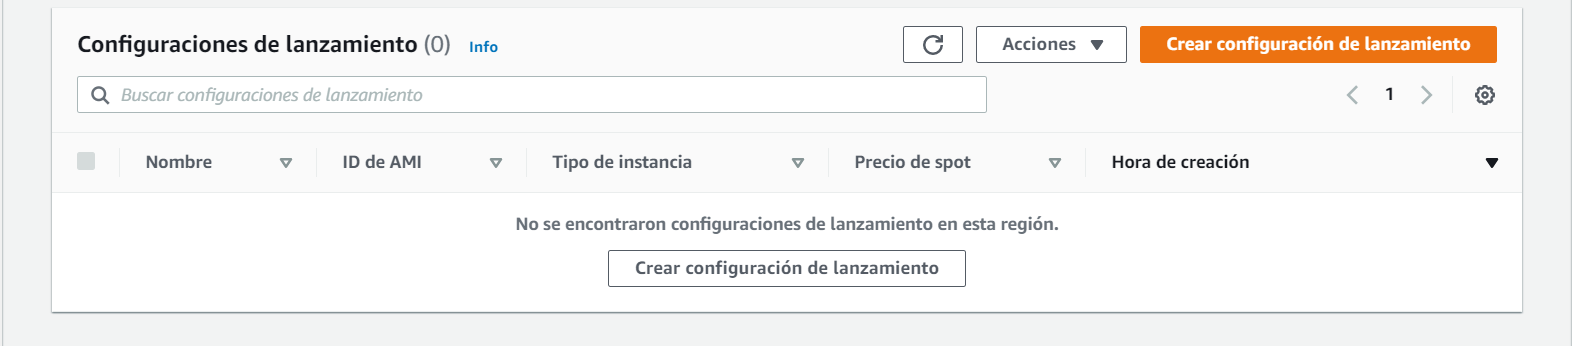 Configuraciones de lanzamiento (0) Info
Acciones
Crear configuración de lanzamiento
Buscar configuraciones de lanzamiento
1
Nombre ID de AMI Tipo de instancia Precio de spot Hora de creación
No se encontraron configuraciones de lanzamiento en esta región.
Crear configuración de lanzamiento